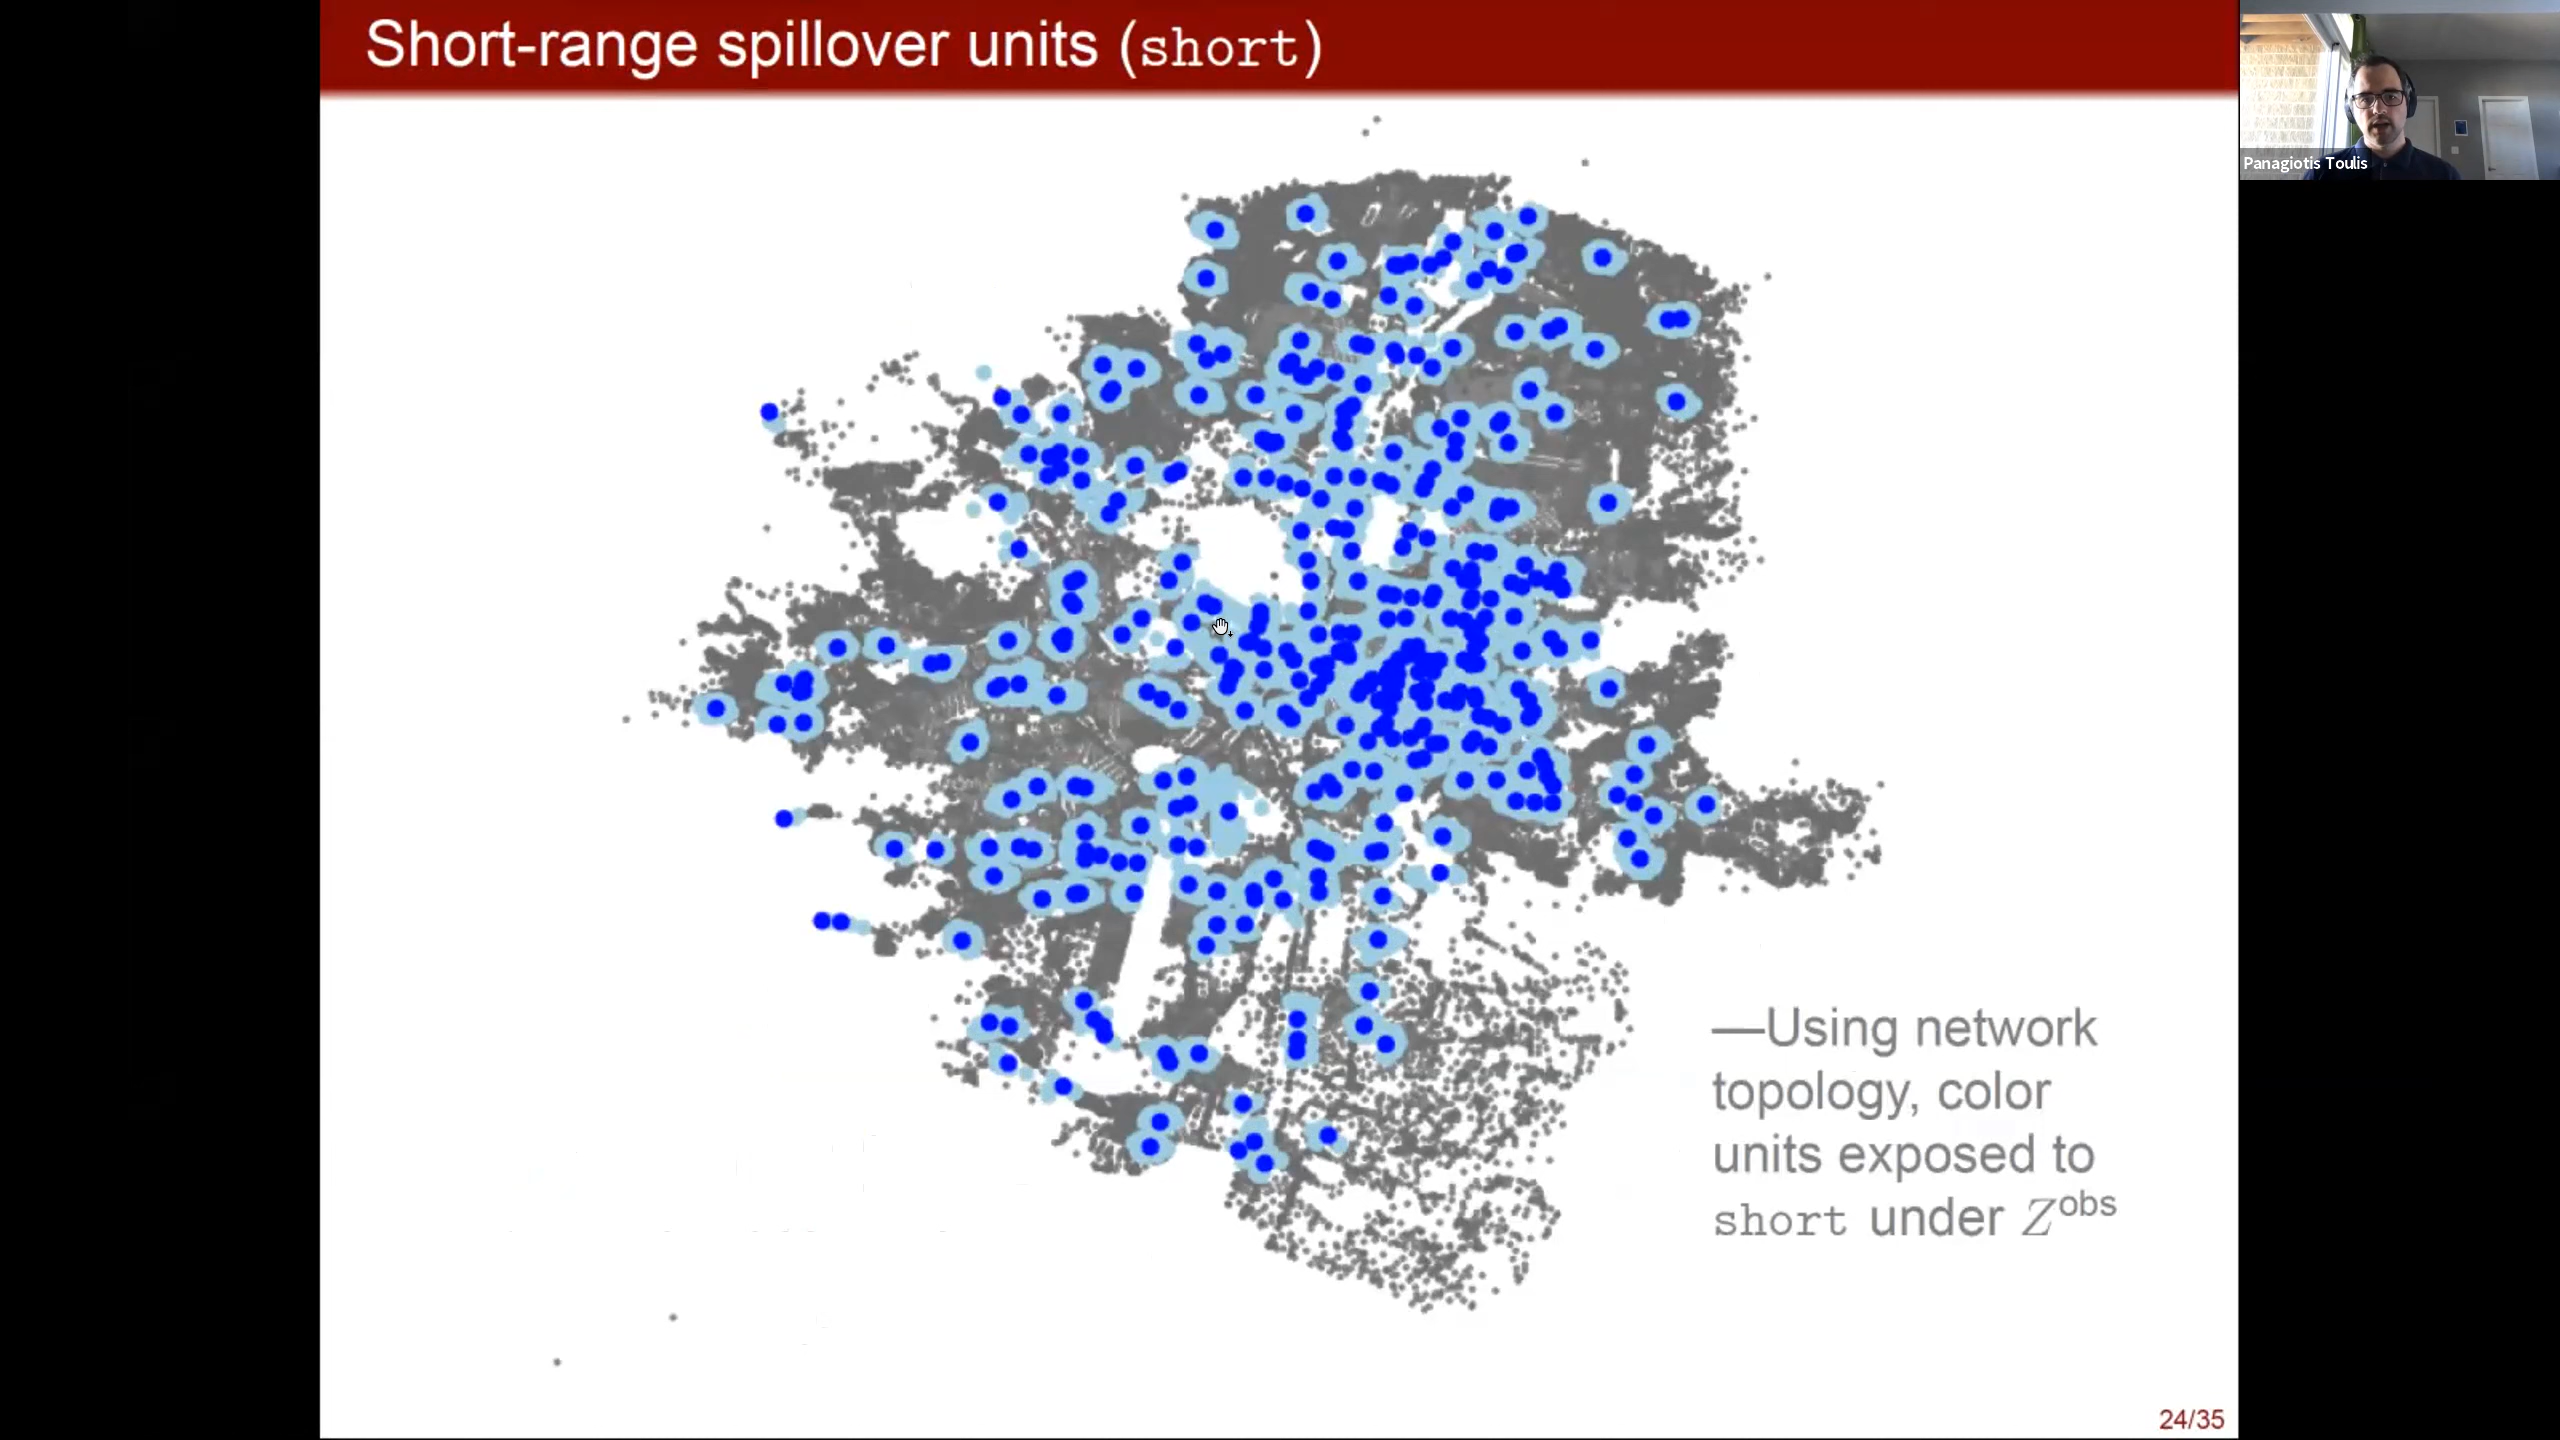 Short-range spillover units (short)
Panagiotis Toulis
—Using network
topology, color
units exposed to
short under Z^obs
24/35